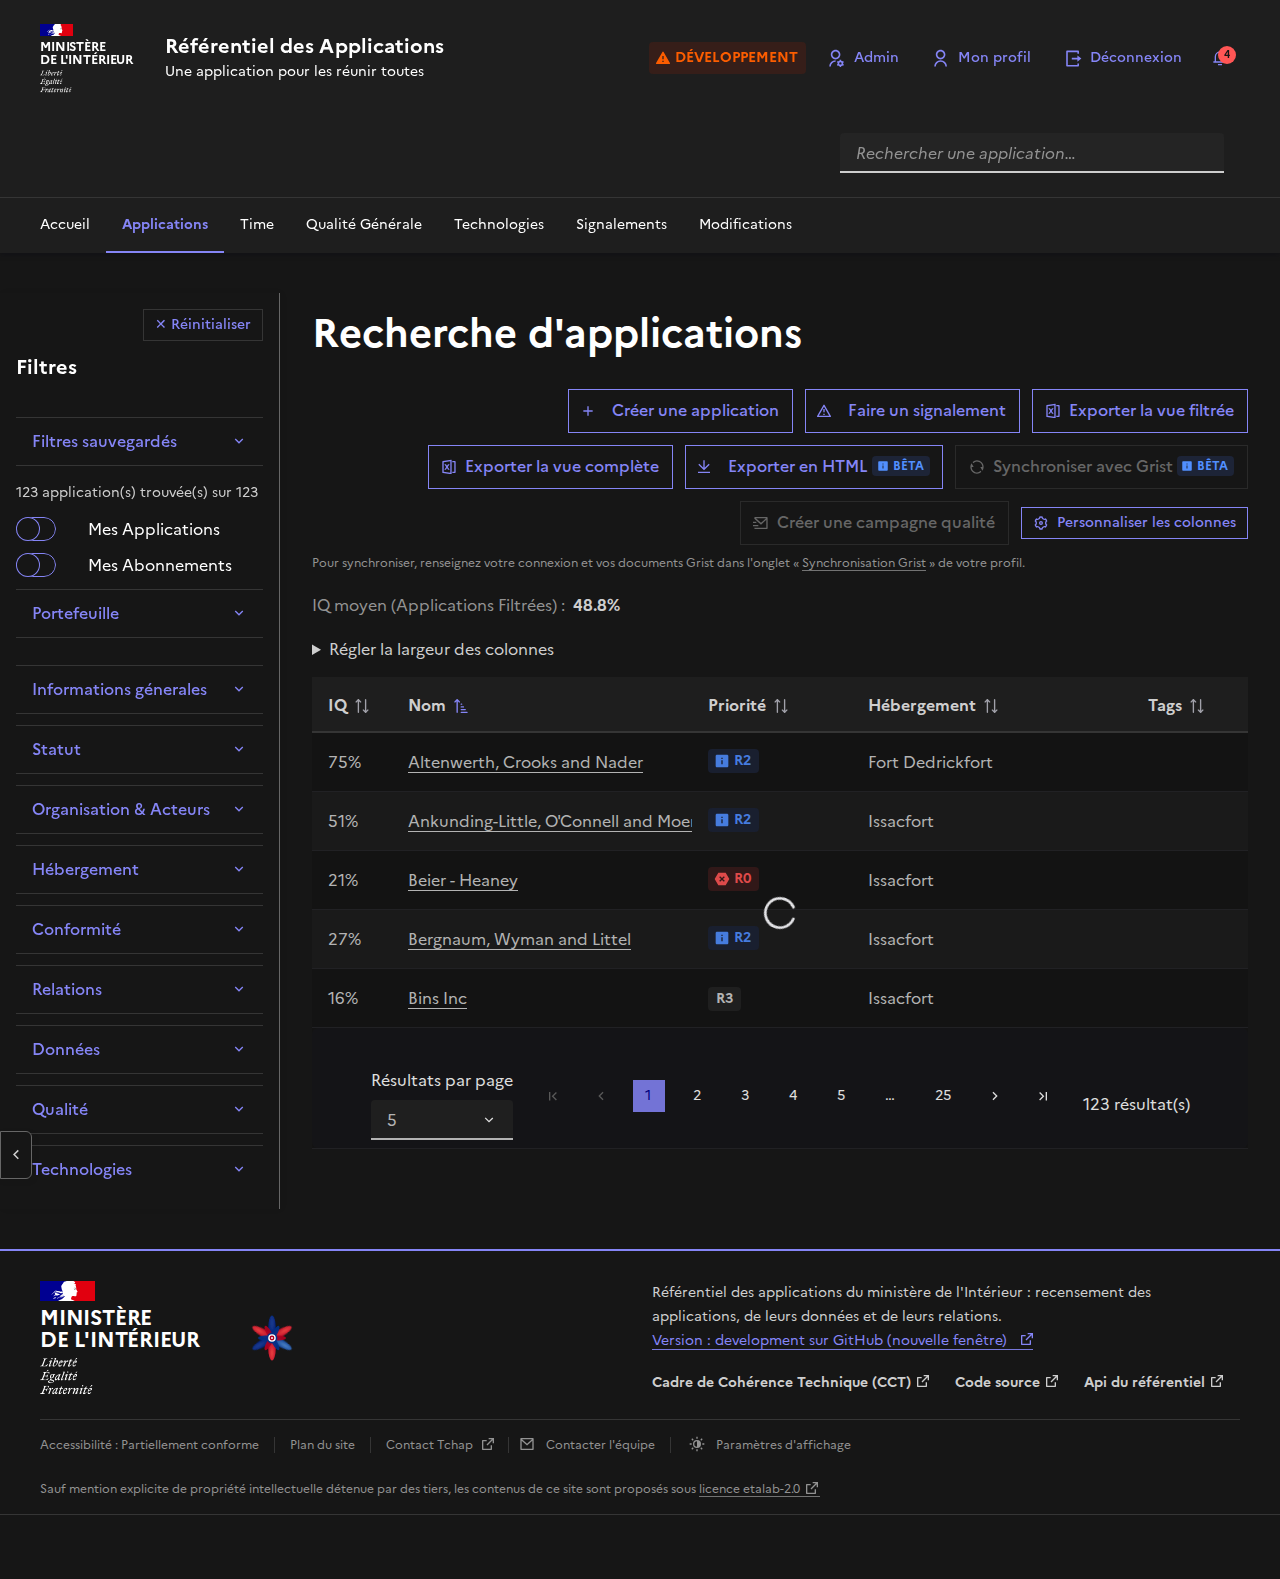 MINISTÈRE
DE L'INTÉRIEUR
Liberté
Égalité
Fraternité
Référentiel des Applications
Une application pour les réunir toutes
DÉVELOPPEMENT
Admin
Mon profil
Déconnexion
4
Rechercher une application…
Accueil
Applications
Time
Qualité Générale
Technologies
Signalements
Modifications
Réinitialiser
Filtres
Filtres sauvegardés
123 application(s) trouvée(s) sur 123
Mes Applications
Mes Abonnements
Portefeuille
Informations génerales
Statut
Organisation & Acteurs
Hébergement
Conformité
Relations
Données
Qualité
Technologies
Recherche d'applications
Créer une application
Faire un signalement
Exporter la vue filtrée
Exporter la vue complète
Exporter en HTML BÊTA
Synchroniser avec Grist BÊTA
Créer une campagne qualité
Personnaliser les colonnes
Pour synchroniser, renseignez votre connexion et vos documents Grist dans l'onglet « Synchronisation Grist » de votre profil.
IQ moyen (Applications Filtrées) : 48.8%
Régler la largeur des colonnes
IQ Nom Priorité Hébergement Tags
75% Altenwerth, Crooks and Nader R2 Fort Dedrickfort
51% Ankunding-Little, O'Connell and Moen R2 Issacfort
21% Beier - Heaney R0 Issacfort
27% Bergnaum, Wyman and Littel R2 Issacfort
16% Bins Inc R3 Issacfort
Résultats par page
5
1 2 3 4 5 … 25
123 résultat(s)
MINISTÈRE
DE L'INTÉRIEUR
Liberté
Égalité
Fraternité
Référentiel des applications du ministère de l'Intérieur : recensement des
applications, de leurs données et de leurs relations.
Version : development sur GitHub (nouvelle fenêtre)
Cadre de Cohérence Technique (CCT)
Code source
Api du référentiel
Accessibilité : Partiellement conforme
Plan du site
Contact Tchap
Contacter l'équipe
Paramètres d'affichage
Sauf mention explicite de propriété intellectuelle détenue par des tiers, les contenus de ce site sont proposés sous licence etalab-2.0